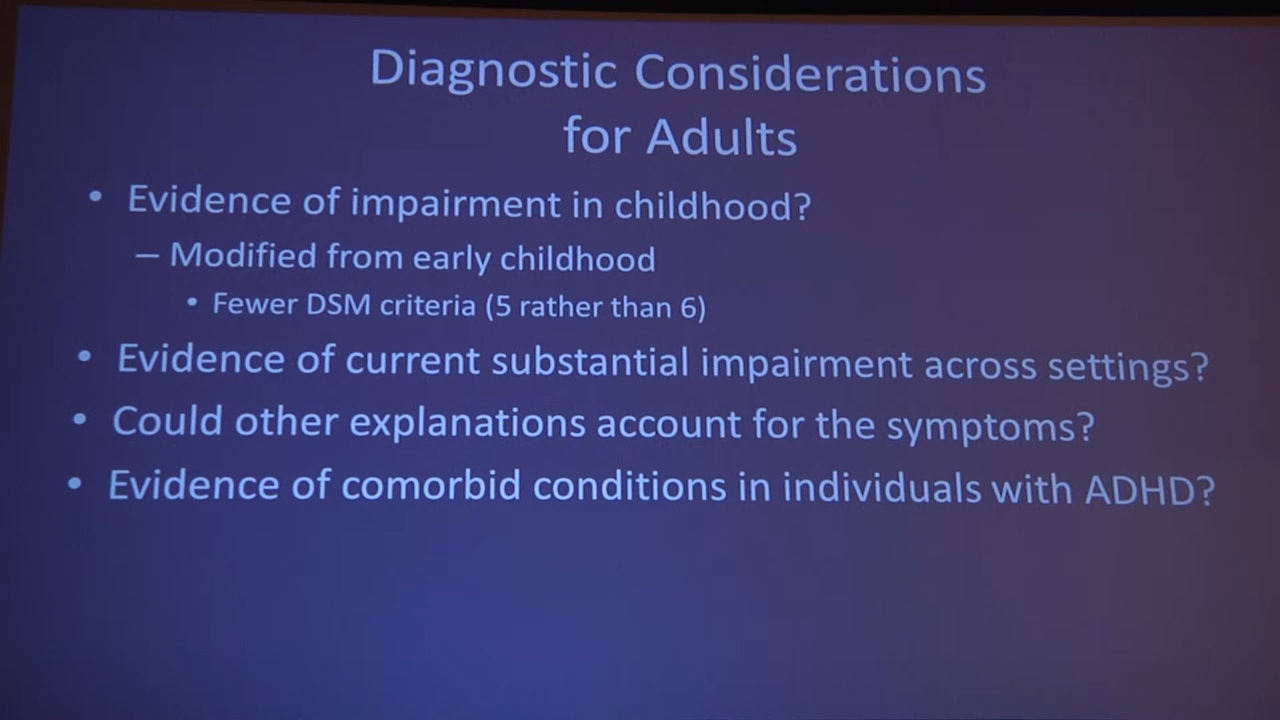 Diagnostic Considerations
for Adults
• Evidence of impairment in childhood?
– Modified from early childhood
• Fewer DSM criteria (5 rather than 6)
• Evidence of current substantial impairment across settings?
• Could other explanations account for the symptoms?
• Evidence of comorbid conditions in individuals with ADHD?